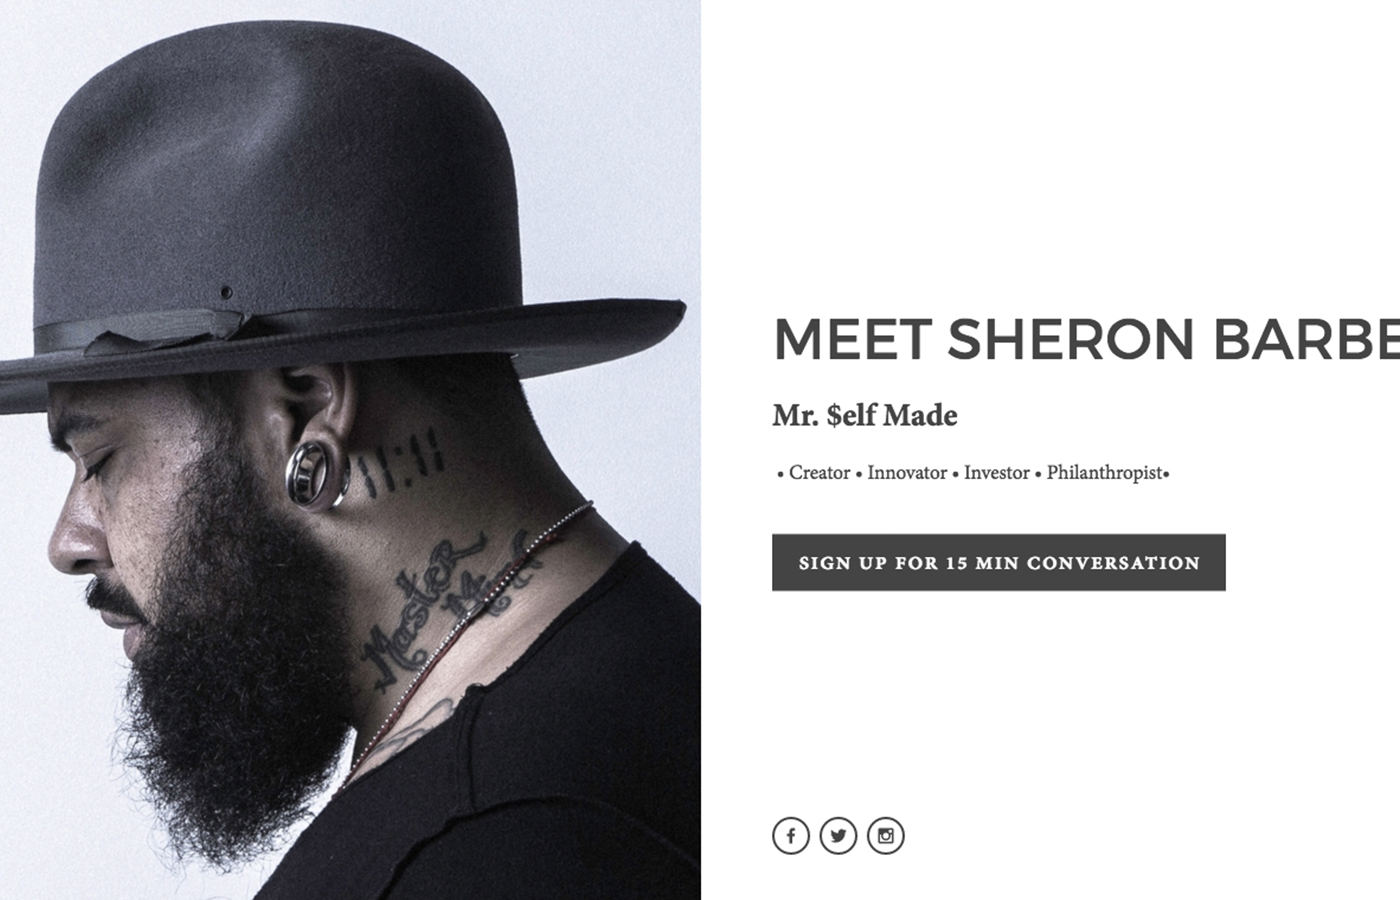 11:11
Master
MEET SHERON BARBE
Mr. $elf Made
• Creator • Innovator • Investor • Philanthropist•
SIGN UP FOR 15 MIN CONVERSATION